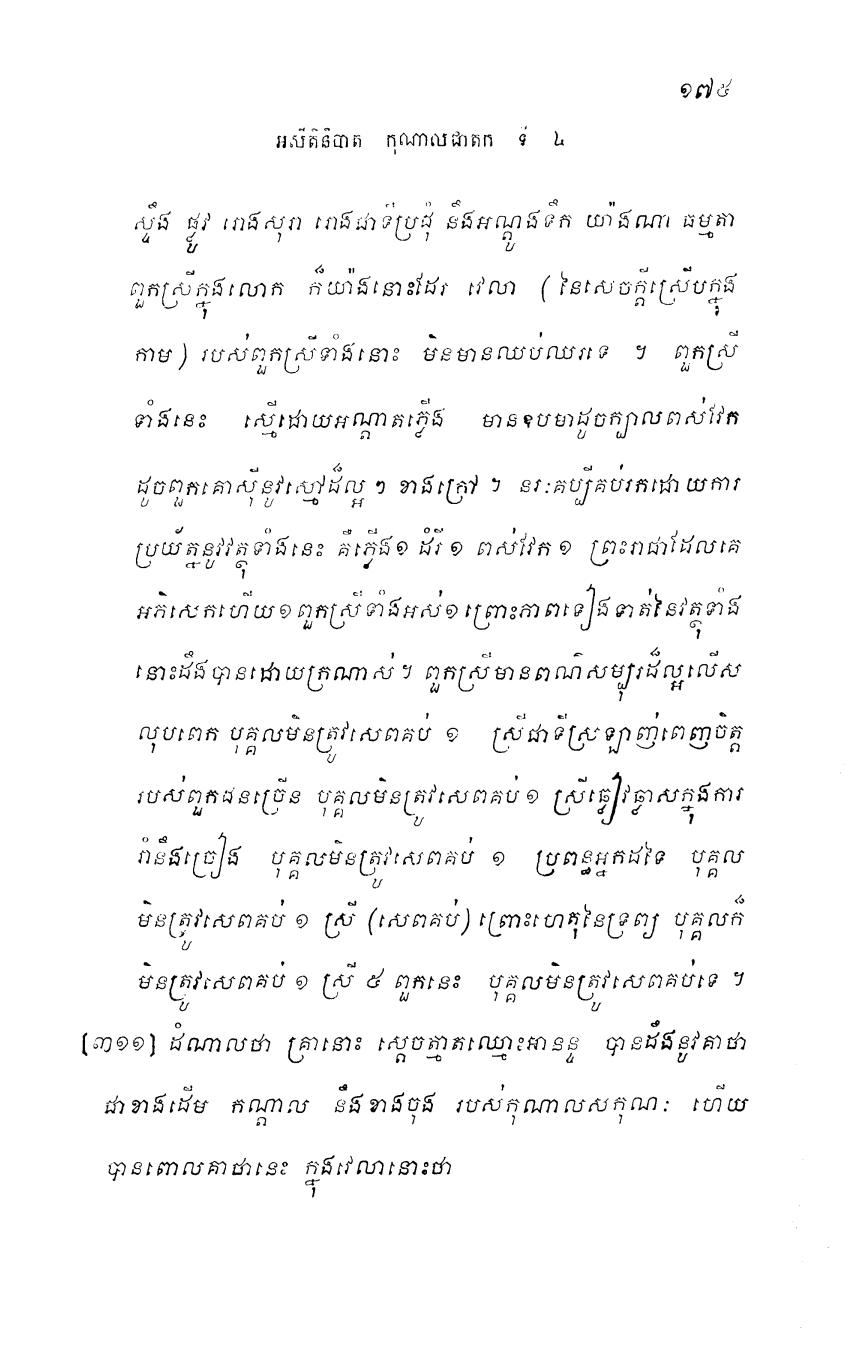 ១៧៥
អសីតិនិបាត កុណាលជាតក ទី ៤
ស្ទឹង ផ្លូវ រោងសុរា រោងជាទីប្រជុំ និងអណ្តូងទឹក យ៉ាងណា ធម្មតា
ពួកស្រីក្នុងលោក ក៏យ៉ាងនោះដែរ វេលា (នៃសេចក្តីស្រើបក្នុង
កាម) របស់ពួកស្រីទាំងនោះ មិនមានឈប់ឈរទេ ។ ពួកស្រី
ទាំងនេះ ស្មើដោយអណ្តាតភ្លើង មានឧបមាដូចក្បាលពស់វែក
ដូចពួកគោស៊ីនូវស្មៅដ៏ល្អ ៗ ខាងក្រៅ ។ នរៈគប្បីគប់រកដោយការ
ប្រយ័ត្ននូវវត្ថុទាំងនេះ គឺភ្លើង១ ដំរី ១ ពស់វែក ១ ព្រះរាជាដែលគេ
អភិសេកហើយ ១ ពួកស្រីទាំងអស់១ ព្រោះភាពទៀងទាត់នៃវត្ថុទាំង
នោះដឹងបានដោយក្រណាស់ ។ ពួកស្រីមានពណ៌សម្បុរដ៏ល្អលើស
លុបពេក បុគ្គលមិនត្រូវសេពគប់ ១ ស្រីជាទីស្រឡាញ់ពេញចិត្ត
របស់ពួកជនច្រើន បុគ្គលមិនត្រូវសេពគប់ ១ ស្រីឆ្លៀវឆ្លាសក្នុងការ
រាំនឹងច្រៀង បុគ្គលមិនត្រូវសេពគប់ ១ ប្រពន្ធអ្នកដទៃ បុគ្គល
មិនត្រូវសេពគប់ ១ ស្រី (សេពគប់) ព្រោះហេតុនៃទ្រព្យ បុគ្គលក៏
មិនត្រូវសេពគប់ ១ ស្រី ៥ ពួកនេះ បុគ្គលមិនត្រូវសេពគប់ទេ ។
[៣១១] ដំណាលថា គ្រានោះ ស្តេចត្មាតឈ្មោះអានន្ទ បានដឹងនូវគាថា
ជាខាងដើម កណ្តាល នឹងខាងចុង របស់កុណាលសកុណៈ ហើយ
បានពោលគាថានេះ ក្នុងវេលានោះថា